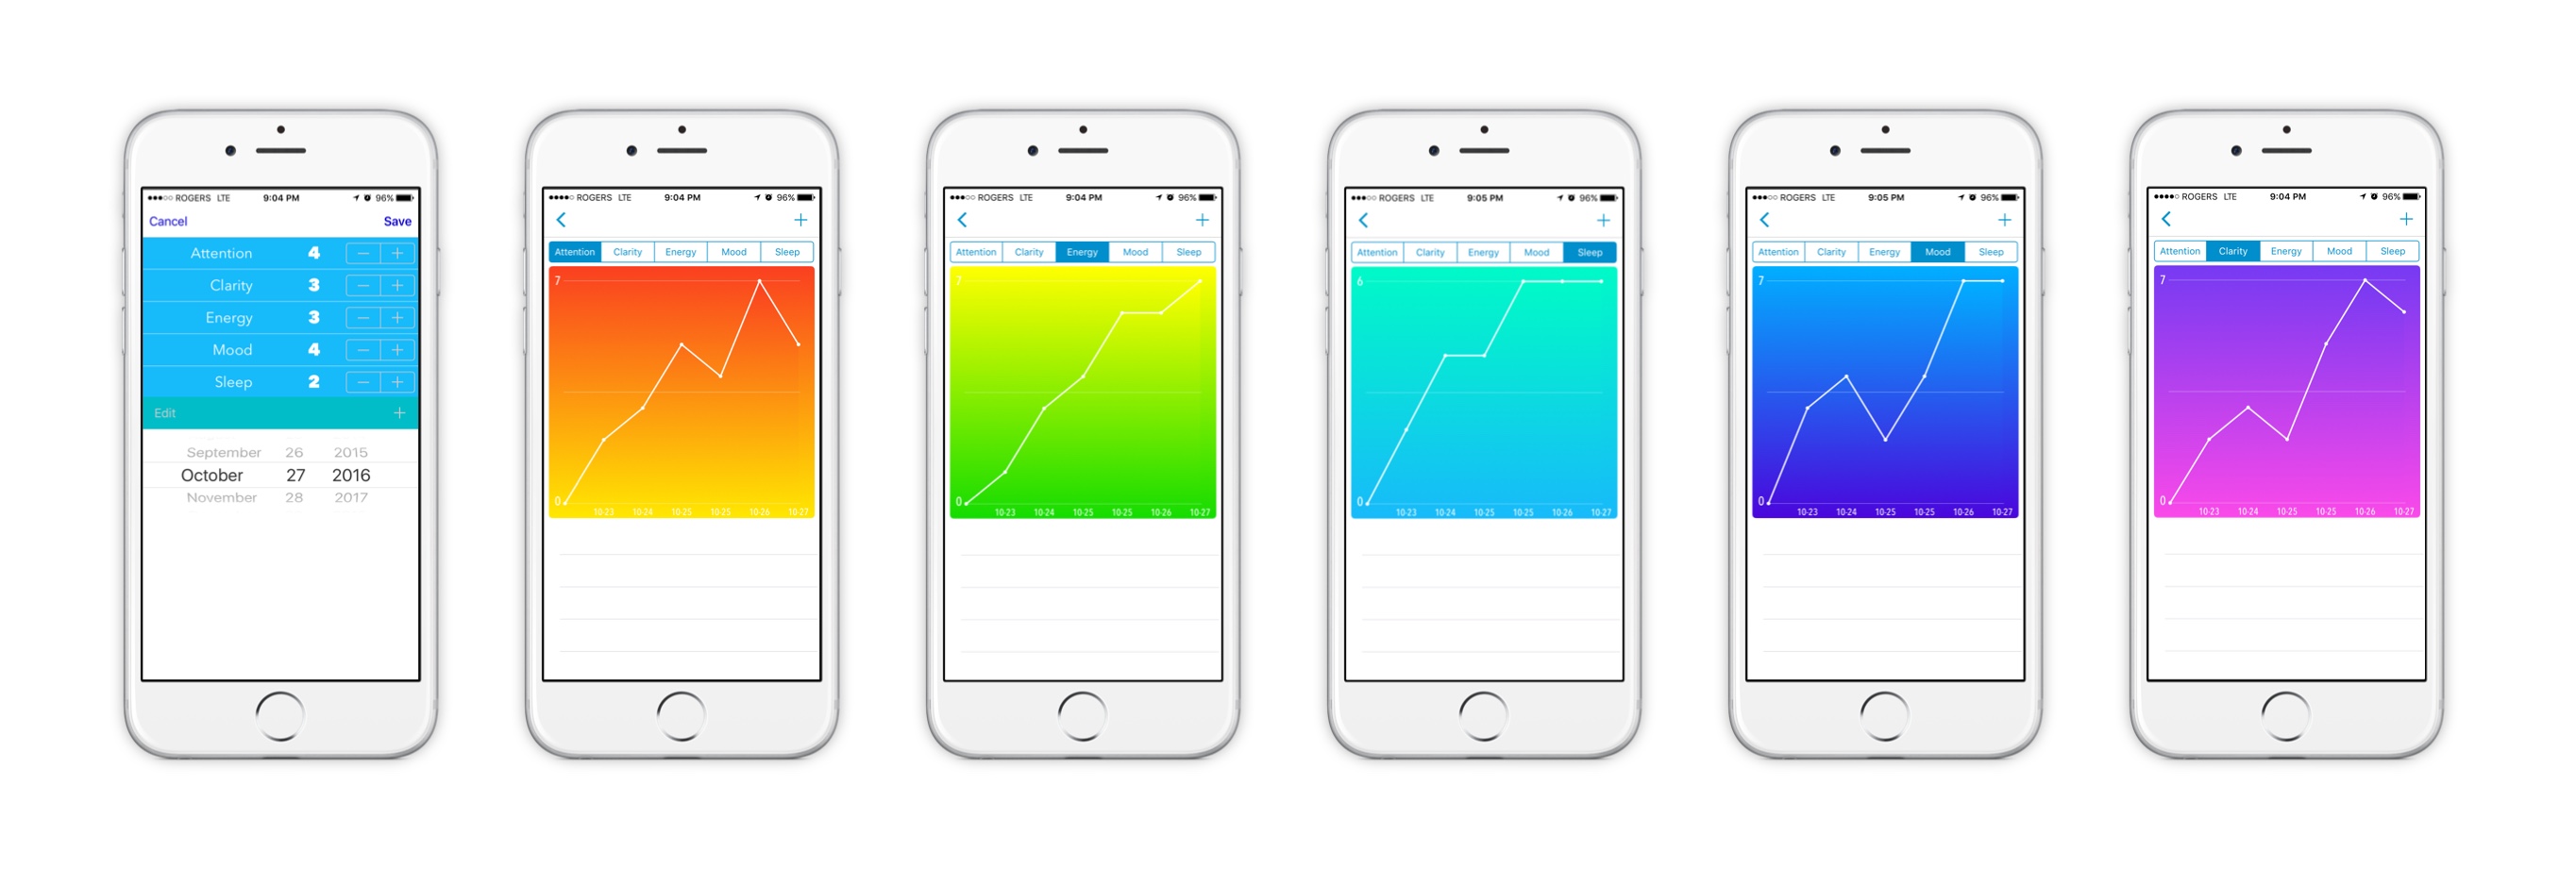 ROGERS LTE 9:04 PM 96%
Cancel Save
Attention 4 − +
Clarity 3 − +
Energy 3 − +
Mood 4 − +
Sleep 2 − +
Edit +
September 26 2015
October 27 2016
November 28 2017
ROGERS LTE 9:04 PM 96%
+
Attention Clarity Energy Mood Sleep
7
0
10-23 10-24 10-25 10-25 10-26 10-27
ROGERS LTE 9:04 PM 96%
+
Attention Clarity Energy Mood Sleep
7
0
10-23 10-24 10-25 10-25 10-26 10-27
ROGERS LTE 9:05 PM 96%
+
Attention Clarity Energy Mood Sleep
6
0
10-23 10-24 10-25 10-25 10-26 10-27
ROGERS LTE 9:05 PM 96%
+
Attention Clarity Energy Mood Sleep
7
0
10-23 10-24 10-25 10-25 10-26 10-27
ROGERS LTE 9:04 PM 96%
+
Attention Clarity Energy Mood Sleep
7
0
10-23 10-24 10-25 10-25 10-26 10-27